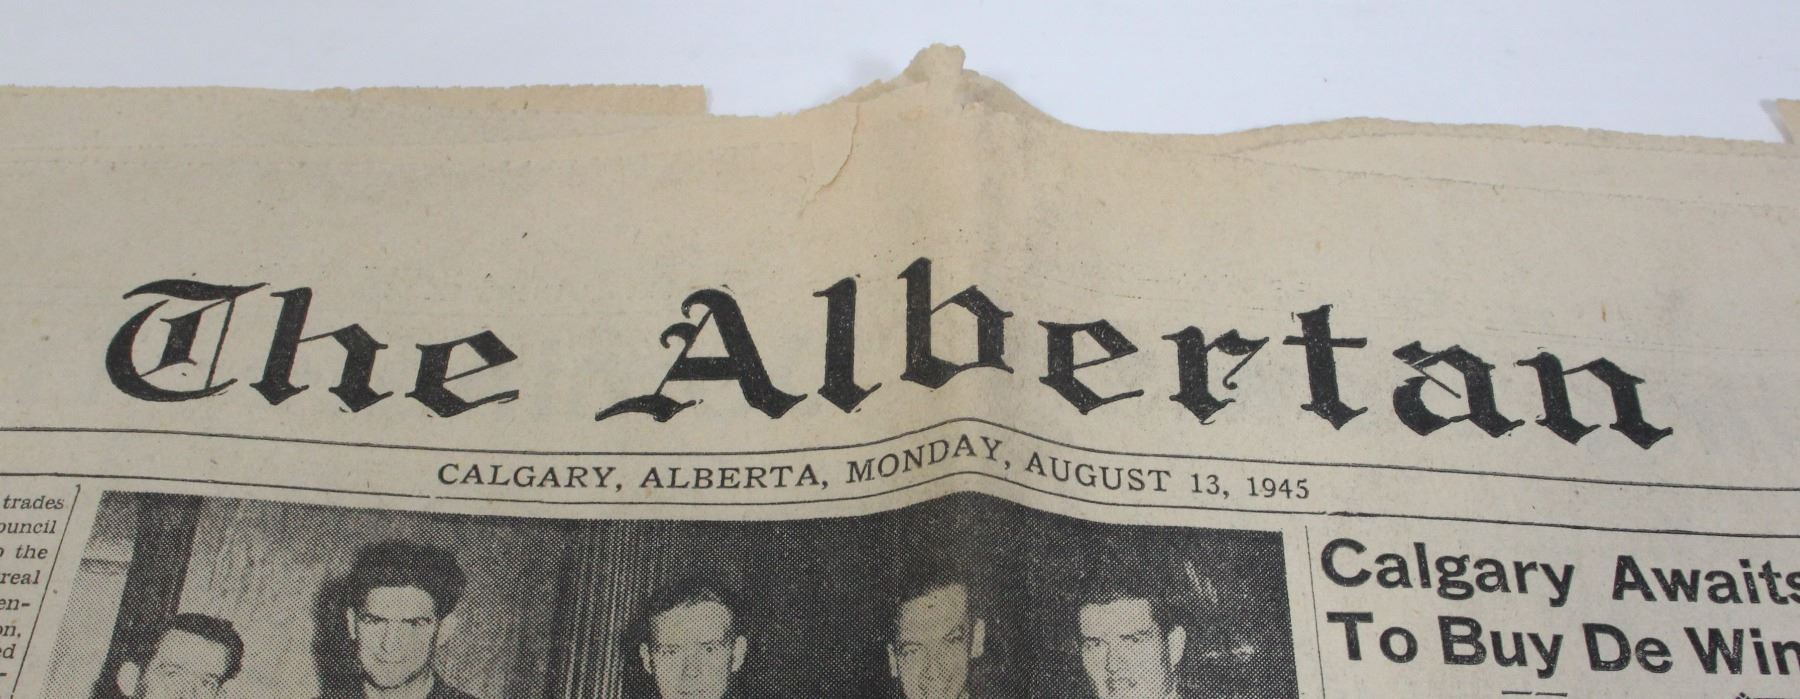 The Albertan
CALGARY, ALBERTA, MONDAY, AUGUST 13, 1945
trades
ouncil
the
real
en-
on,
ed
Calgary Awaits
To Buy De Win